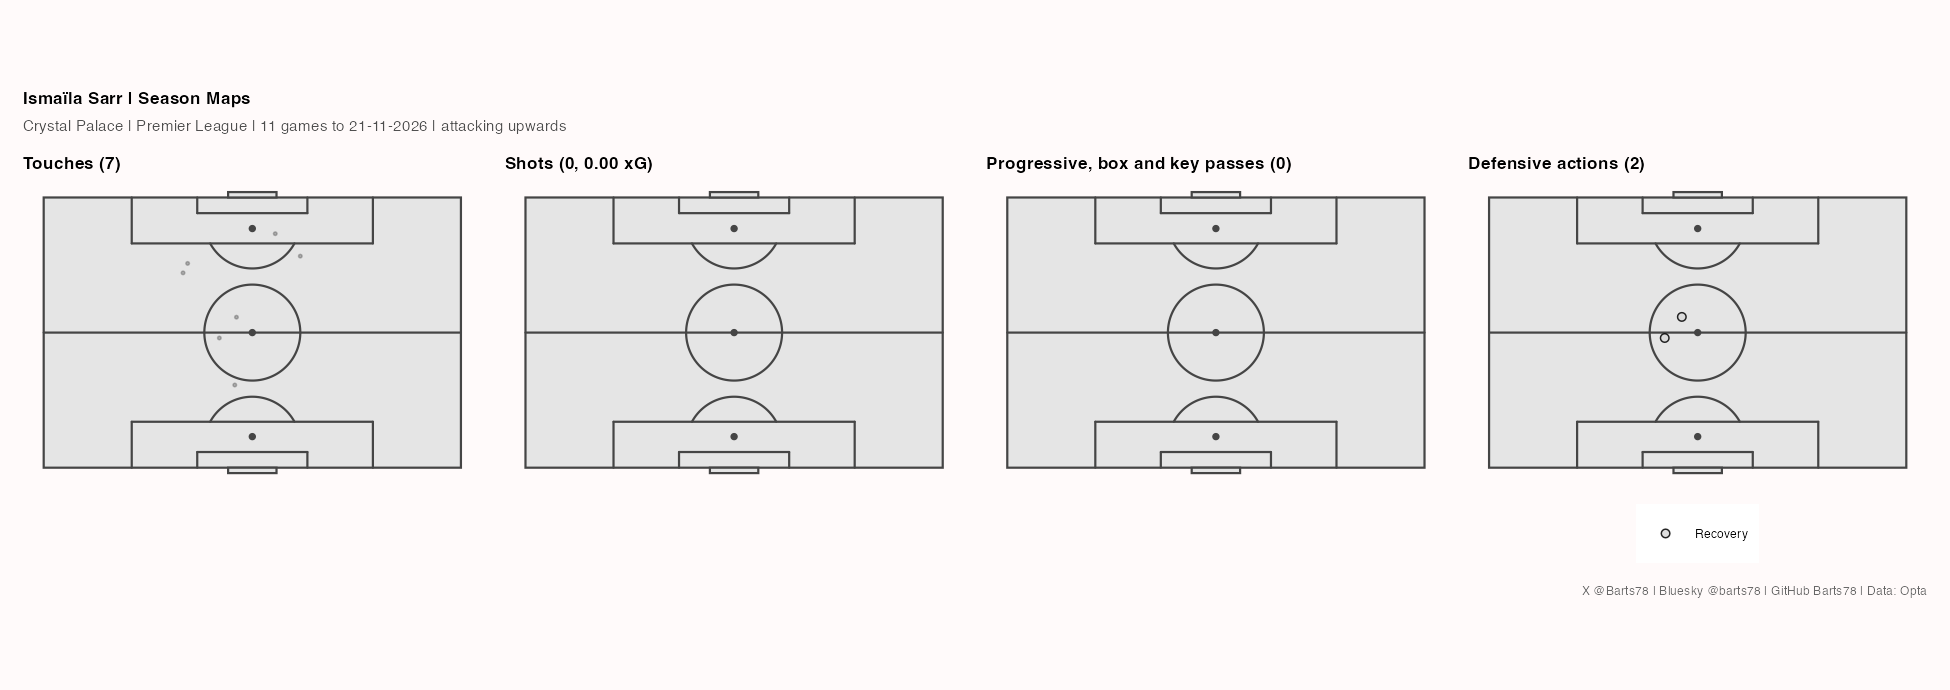 Ismaïla Sarr | Season Maps
Crystal Palace | Premier League | 11 games to 21-11-2026 | attacking upwards
Touches (7)
Shots (0, 0.00 xG)
Progressive, box and key passes (0)
Defensive actions (2)
Recovery
X @Barts78 | Bluesky @barts78 | GitHub Barts78 | Data: Opta